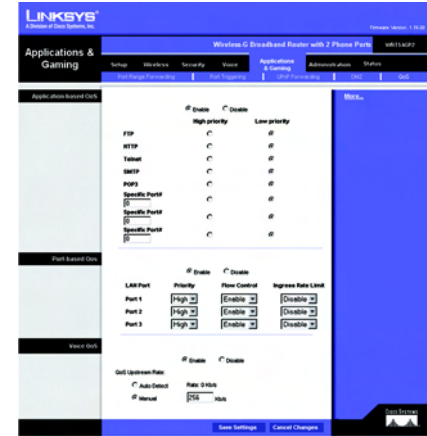 LINKSYS®
A Division of Cisco Systems, Inc.
Firmware Version: 1.
Applications & Gaming
Wireless-G Broadband Router with 2 Phone Ports
WRT54GP2
Setup Wireless Security Voice Applications & Gaming Administration Status
Port Range Forwarding | Port Triggering | UPnP Forwarding | DMZ | QoS
Application-based QoS
Enable Disable
More...
High priority Low priority
FTP
HTTP
Telnet
SMTP
POP3
Specific Port#
0
Specific Port#
0
Specific Port#
0
Port-based Qos
Enable Disable
LAN Port Priority Flow Control Ingress Rate Limit
Port 1 High Enable Disable
Port 2 High Enable Disable
Port 3 High Enable Disable
Voice QoS
Enable Disable
QoS Upstream Rate:
Auto Detect Rate: 0 Kb/s
Manual 256 Kb/s
Save Settings Cancel Changes
Cisco Systems